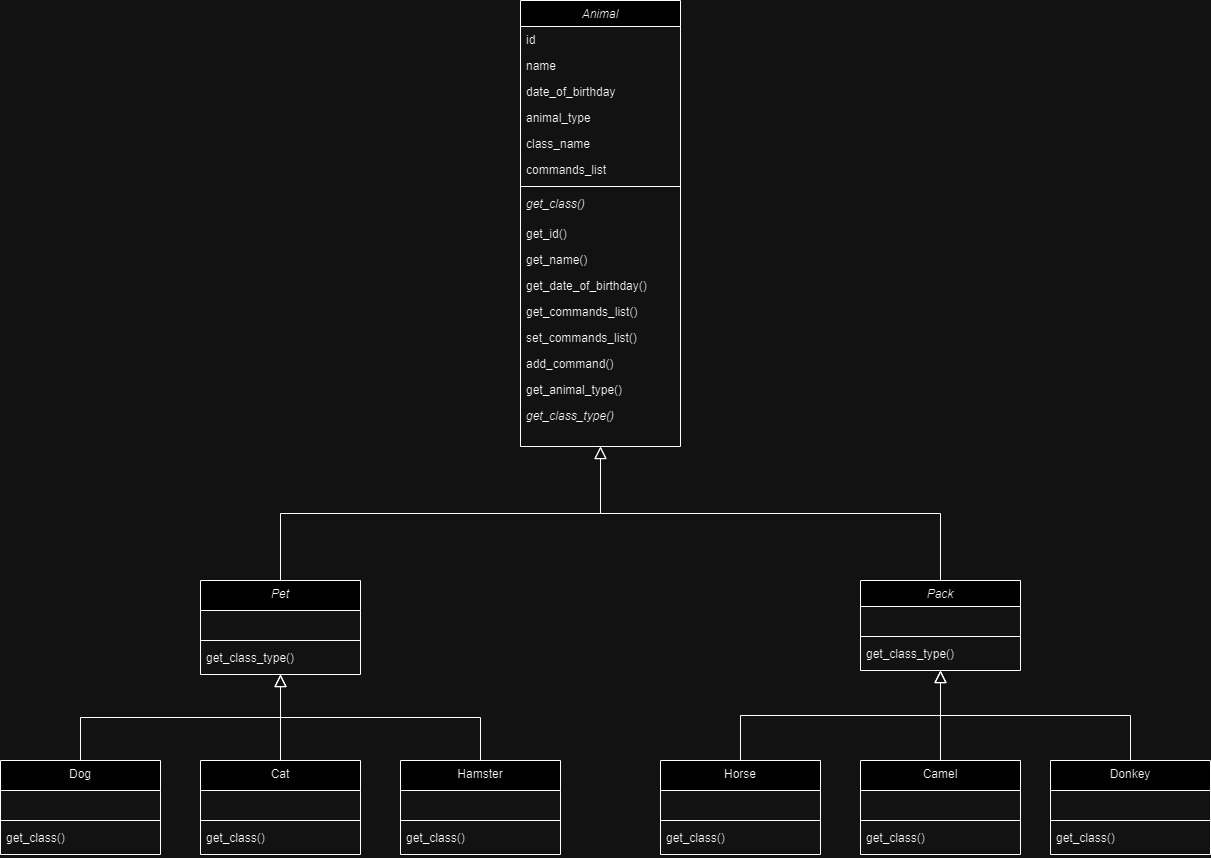 Animal
id
name
date_of_birthday
animal_type
class_name
commands_list
get_class()
get_id()
get_name()
get_date_of_birthday()
get_commands_list()
set_commands_list()
add_command()
get_animal_type()
get_class_type()
Pet
get_class_type()
Pack
get_class_type()
Dog
get_class()
Cat
get_class()
Hamster
get_class()
Horse
get_class()
Camel
get_class()
Donkey
get_class()